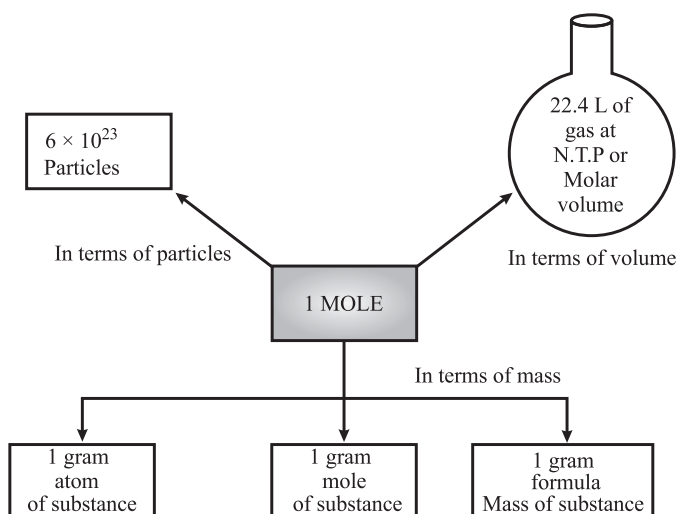 22.4 L of
gas at
N.T.P or
Molar
volume
6 × 10²³
Particles
In terms of particles
In terms of volume
1 MOLE
In terms of mass
1 gram
atom
of substance
1 gram
mole
of substance
1 gram
formula
Mass of substance